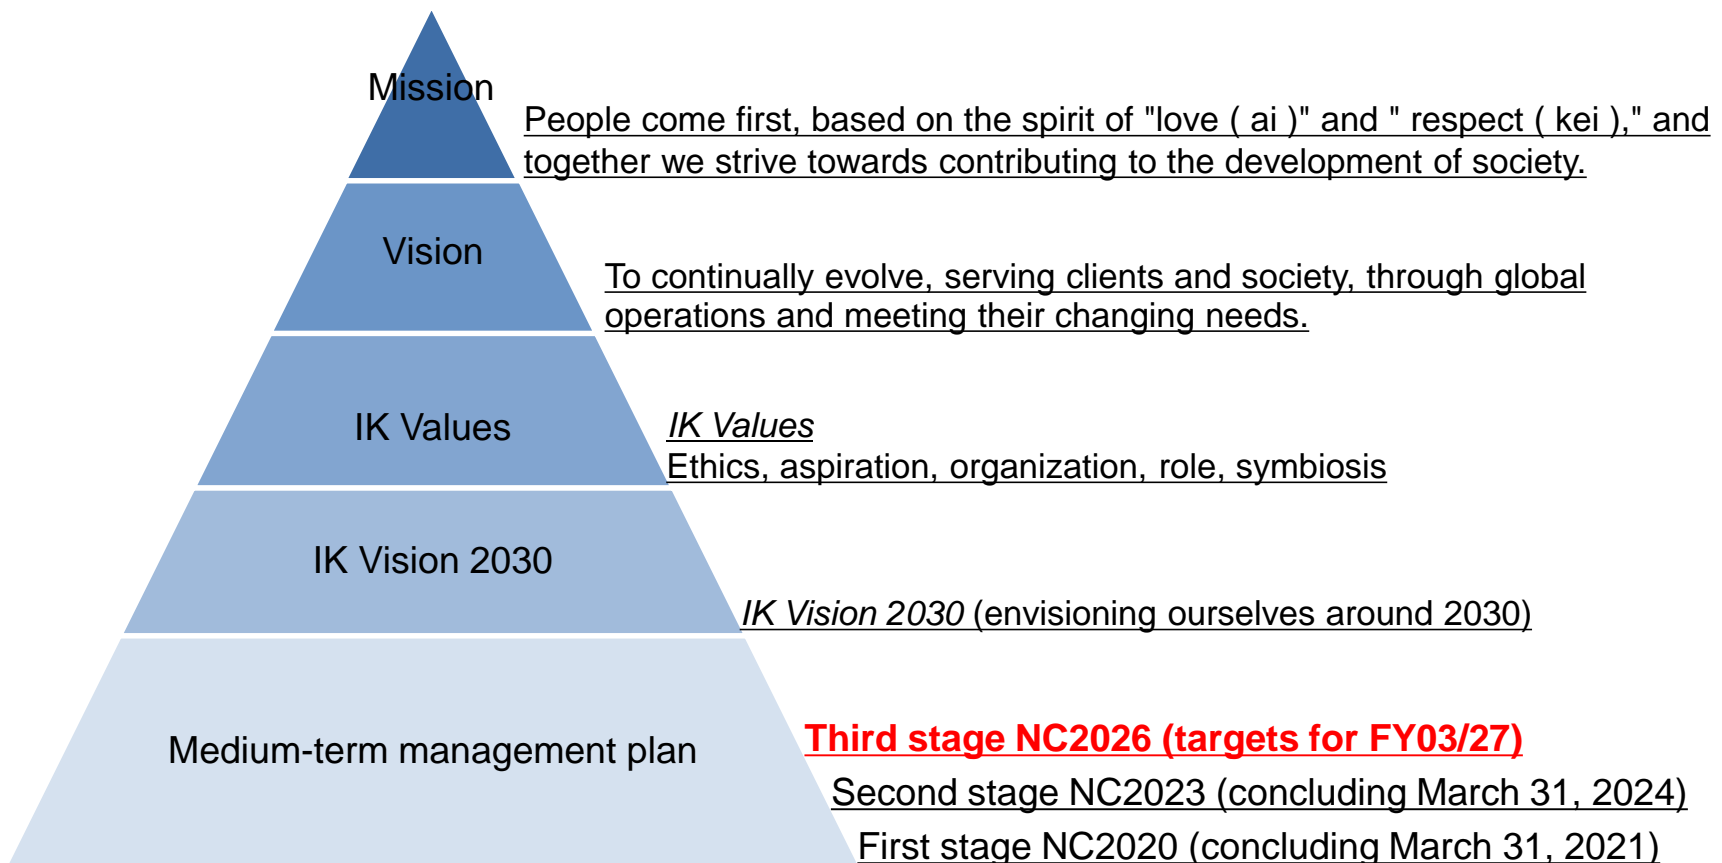 Mission
People come first, based on the spirit of "love ( ai )" and " respect ( kei )," and
together we strive towards contributing to the development of society.
Vision
To continually evolve, serving clients and society, through global
operations and meeting their changing needs.
IK Values
IK Values
Ethics, aspiration, organization, role, symbiosis
IK Vision 2030
IK Vision 2030 (envisioning ourselves around 2030)
Medium-term management plan
Third stage NC2026 (targets for FY03/27)
Second stage NC2023 (concluding March 31, 2024)
First stage NC2020 (concluding March 31, 2021)